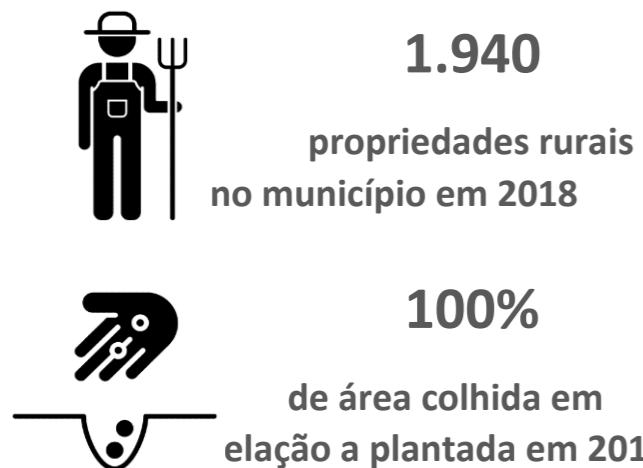 1.940
propriedades rurais
no município em 2018
100%
de área colhida em
elação a plantada em 201